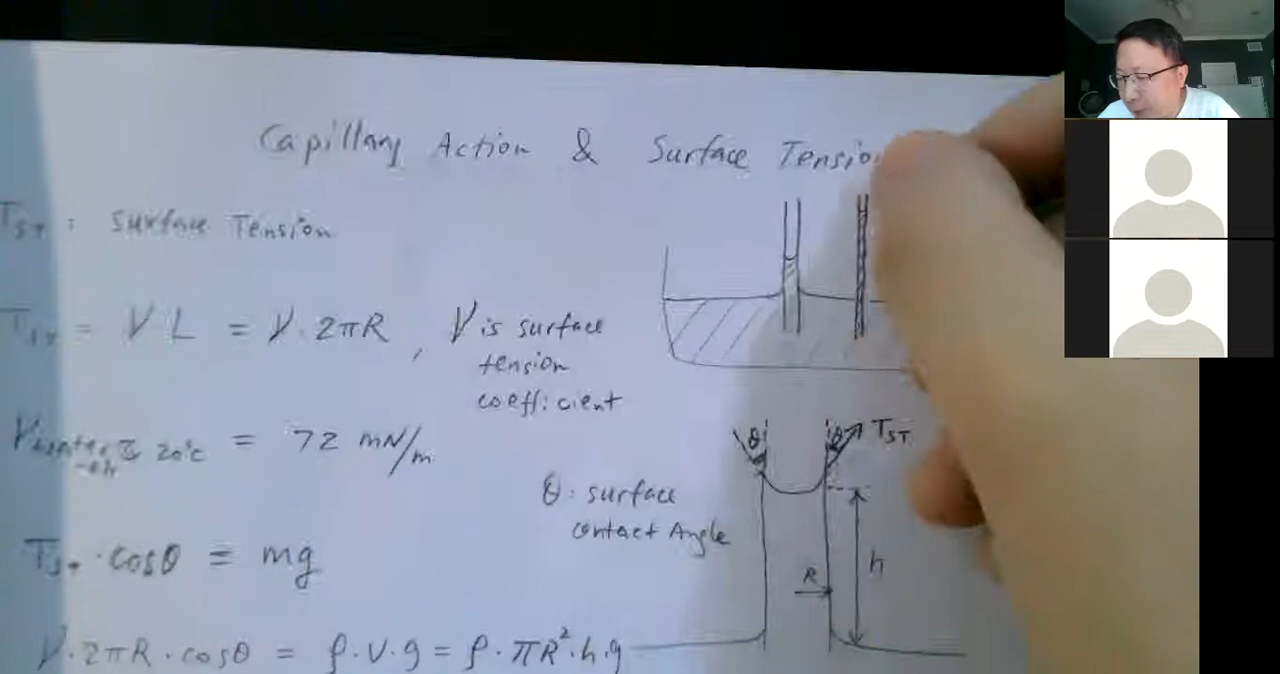 Capillary Action & Surface Tension
T_ST : Surface Tension
T_ST = γ L = γ · 2πR , γ is surface
tension
coefficient
γ water 20°C = 72 mN/m
-air
θ : surface
contact Angle
T_ST · cosθ = mg
γ · 2πR · cosθ = ρ · V · g = ρ · πR² · h · g
θ θ T_ST
h
R